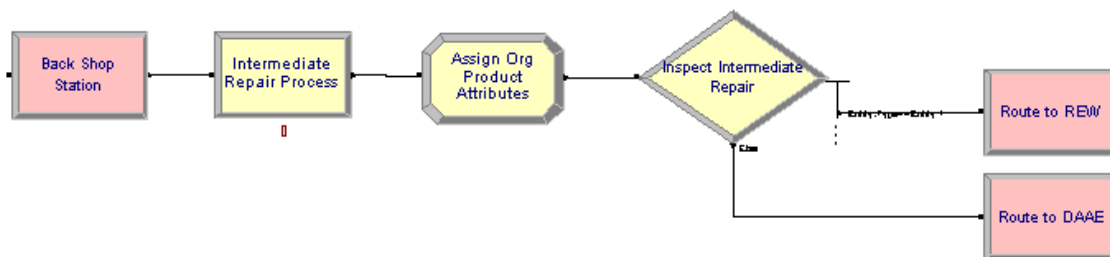 Back Shop
Station
Intermediate
Repair Process
0
Assign Org
Product
Attributes
Inspect Intermediate
Repair
Else
Route to REW
Route to DAAE